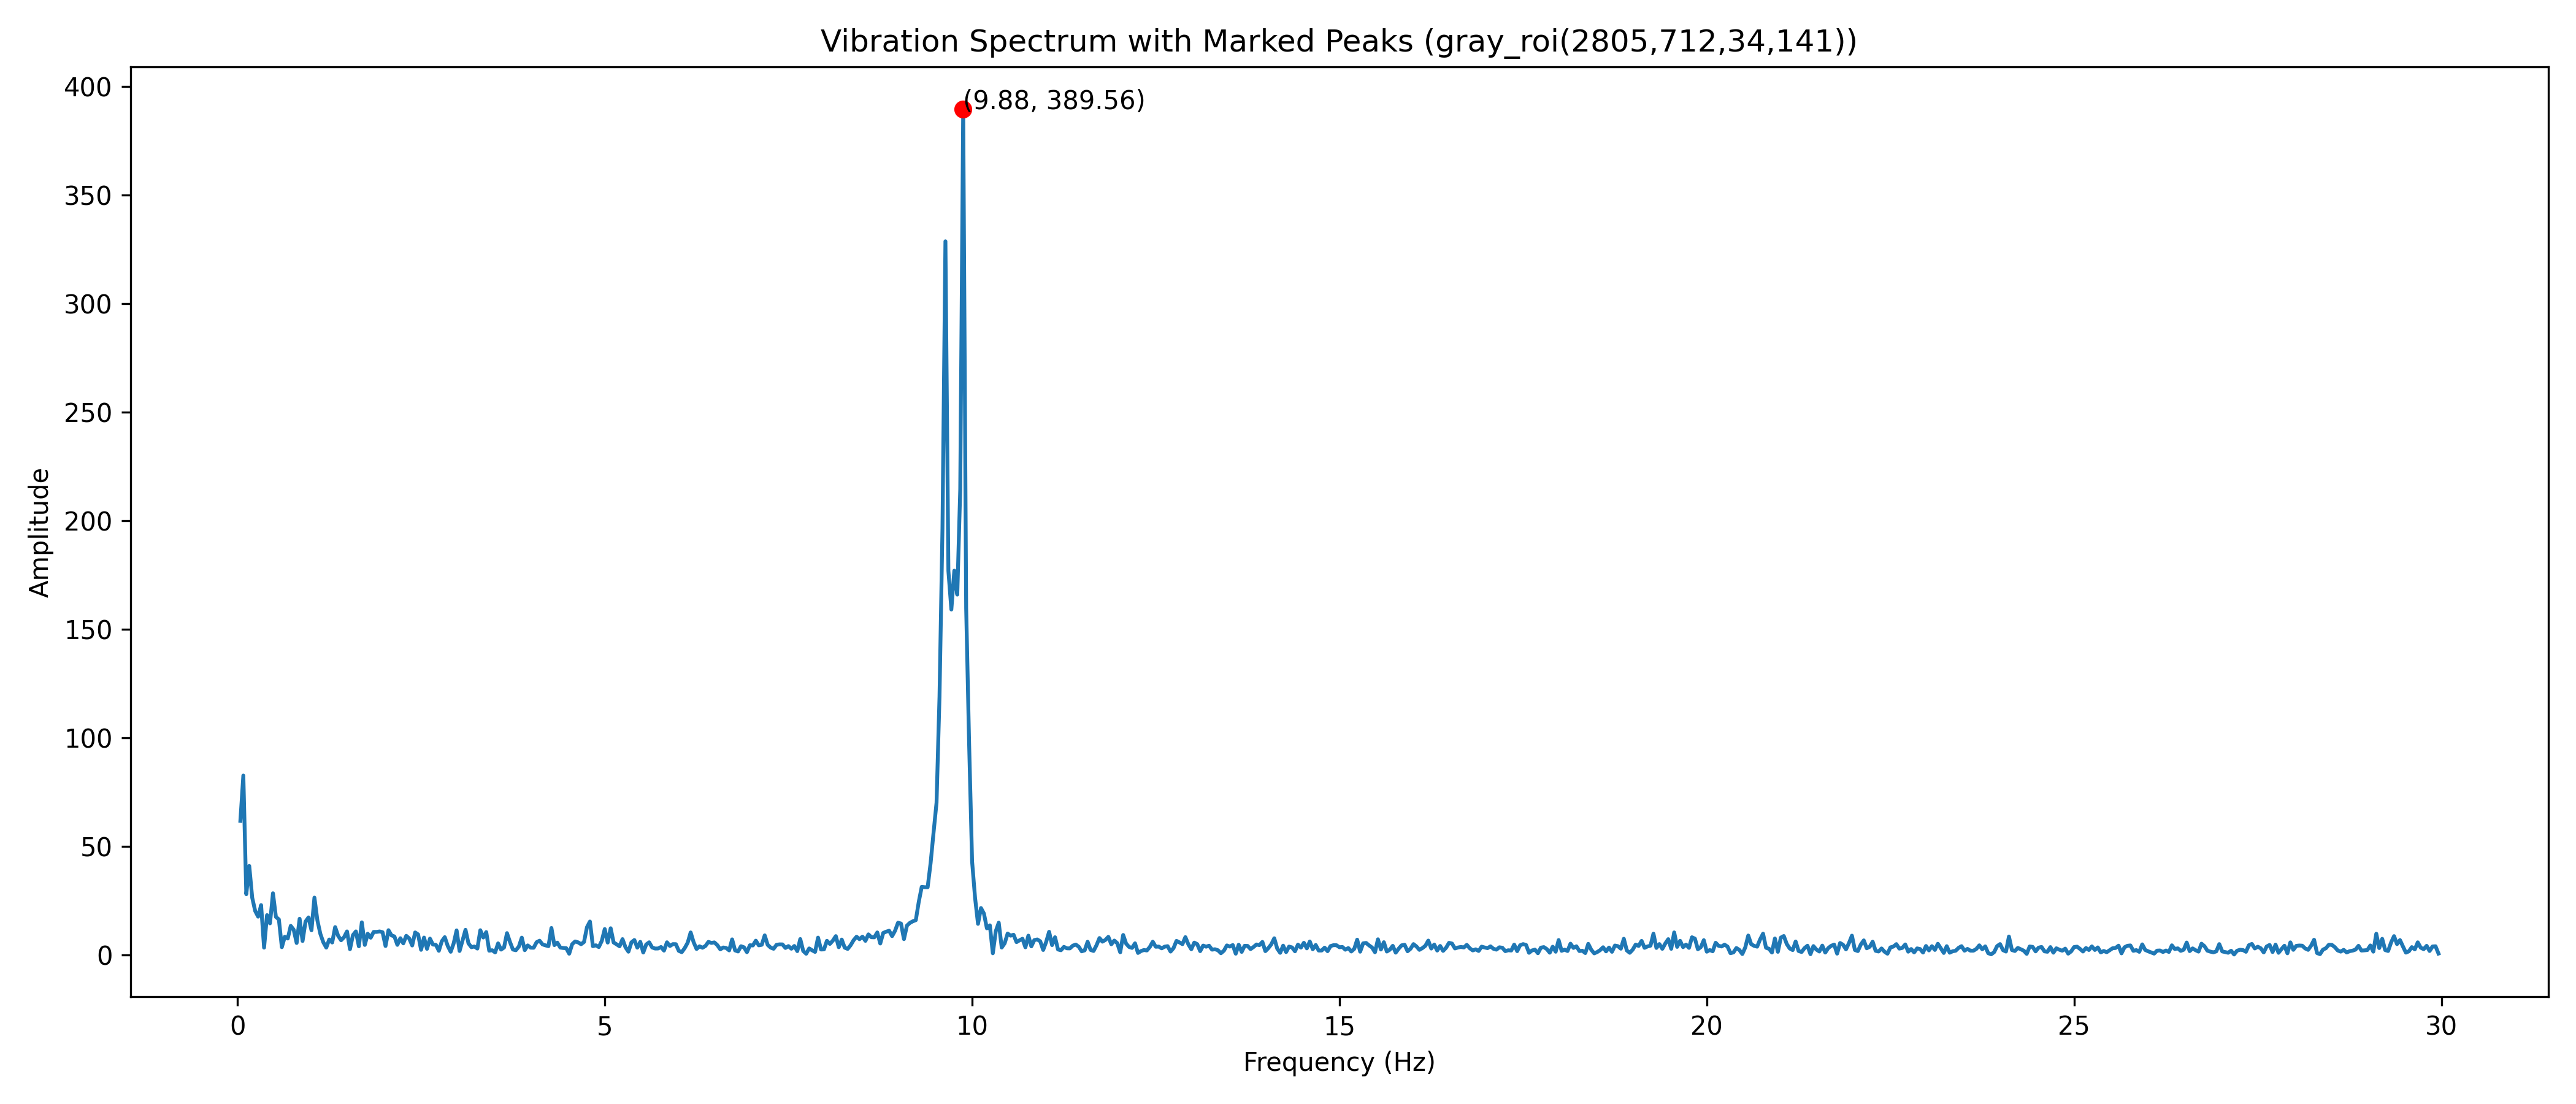 Vibration Spectrum with Marked Peaks (gray_roi(2805,712,34,141))
400
(9.88, 389.56)
350
300
250
200
150
100
50
0
Amplitude
0 5 10 15 20 25 30
Frequency (Hz)